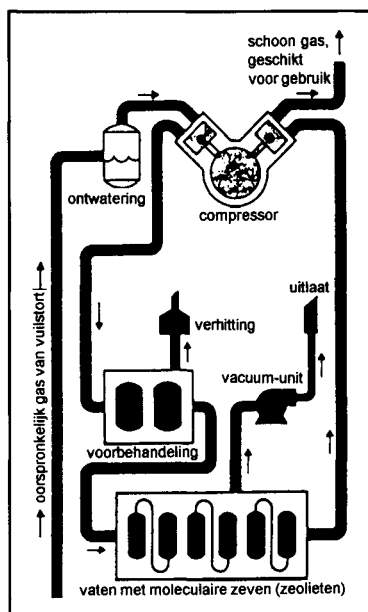 schoon gas,
geschikt
voor gebruik
ontwatering
compressor
uitlaat
oorspronkelijk gas van vuilstort
verhitting
vacuum-unit
voorbehandeling
vaten met moleculaire zeven (zeolieten)